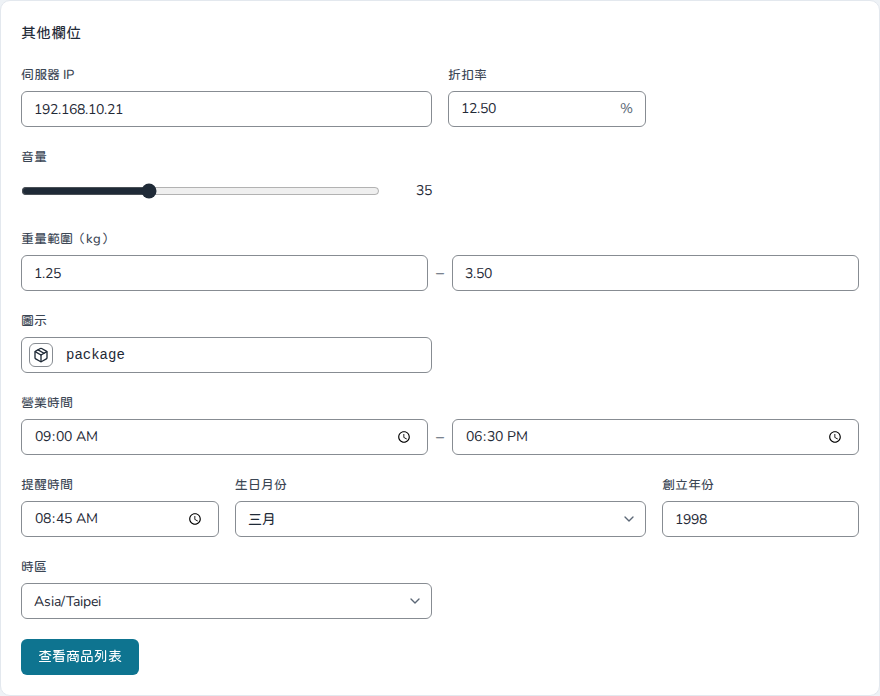 其他欄位
伺服器 IP
折扣率
192.168.10.21
12.50 %
音量
35
重量範圍（kg）
1.25 – 3.50
圖示
package
營業時間
09:00 AM – 06:30 PM
提醒時間
生日月份
創立年份
08:45 AM
三月
1998
時區
Asia/Taipei
查看商品列表